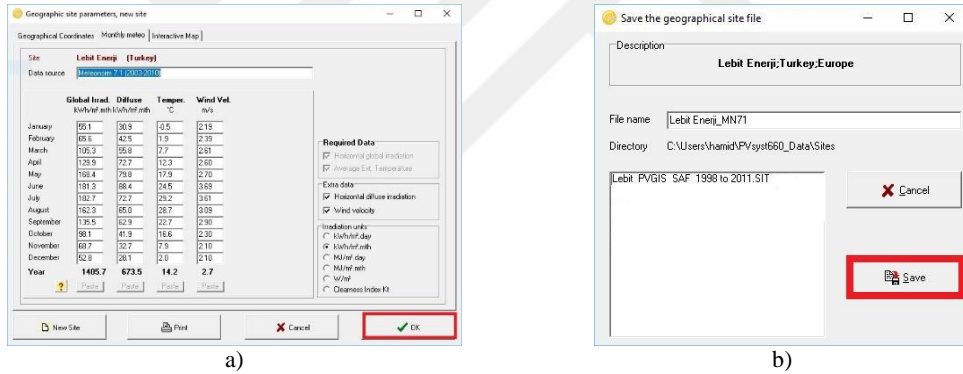 Geographic site parameters, new site
Geographical Coordinates Monthly meteo Interactive Map
Site Lebit Enerji (Turkey)
Data source Meteonorm 7.1 (2003-2010)
Global Irrad. Diffuse Temper. Wind Vel.
kWh/m².mth kWh/m².mth °C m/s
January 55.1 30.9 -0.5 2.19
February 65.6 42.5 1.9 2.39
March 105.3 55.8 7.7 2.61
April 129.9 72.7 12.3 2.60
May 168.4 79.8 17.9 2.70
June 181.3 88.4 24.5 3.69
July 182.7 72.7 29.2 3.61
August 162.3 65.0 28.7 3.09
September 135.5 62.9 22.7 2.90
October 98.1 41.9 16.6 2.30
November 68.7 32.7 7.9 2.10
December 52.8 28.1 2.0 2.10
Year 1405.7 673.5 14.2 2.7
? Paste Paste Paste Paste
Required Data
Horizontal global irradiation
Average Ext. Temperature
Extra data
Horizontal diffuse irradiation
Wind velocity
Irradiation units
kWh/m².day
kWh/m².mth
MJ/m².day
MJ/m².mth
W/m²
Clearness Index Kt
New Site Print Cancel OK
a)
Save the geographical site file
Description
Lebit Enerji;Turkey;Europe
File name Lebit Enerji_MN71
Directory C:\Users\hamid\PVsyst660_Data\Sites
Lebit PVGIS SAF 1998 to 2011.SIT
Cancel
Save
b)